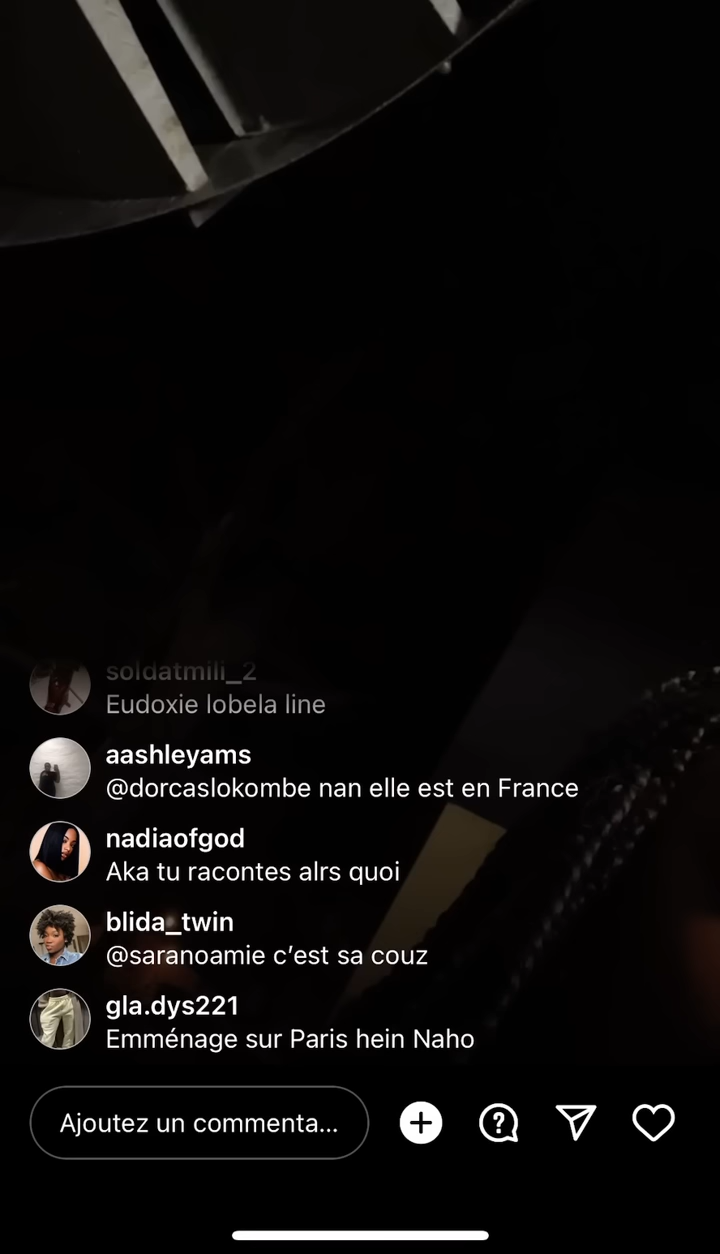 soldatmili_2
Eudoxie lobela line
aashleyams
@dorcaslokombe nan elle est en France
nadiaofgod
Aka tu racontes alrs quoi
blida_twin
@saranoamie c’est sa couz
gla.dys221
Emménage sur Paris hein Naho
Ajoutez un commenta...